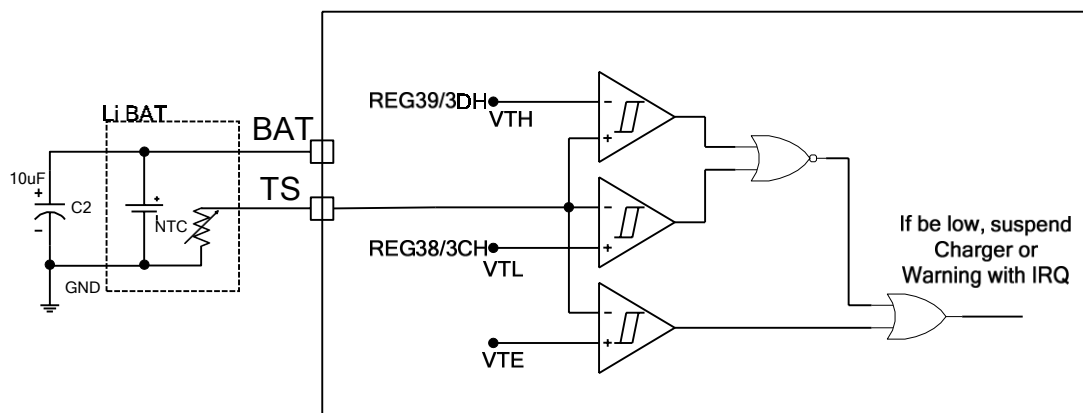 REG39/3DH
VTH
Li BAT
BAT
10uF
+
C2
-
+
NTC
TS
GND
-
+
-
+
REG38/3CH
VTL
-
+
VTE
If be low, suspend
Charger or
Warning with IRQ